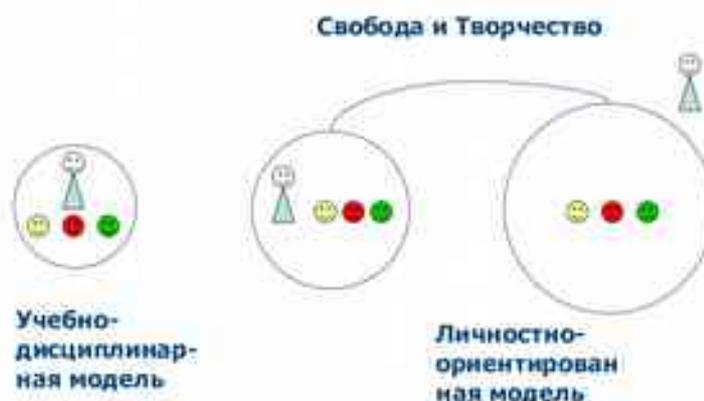 Свобода и Творчество
Учебно-
дисциплинар-
ная модель
Личностно-
ориентирован
ная модель